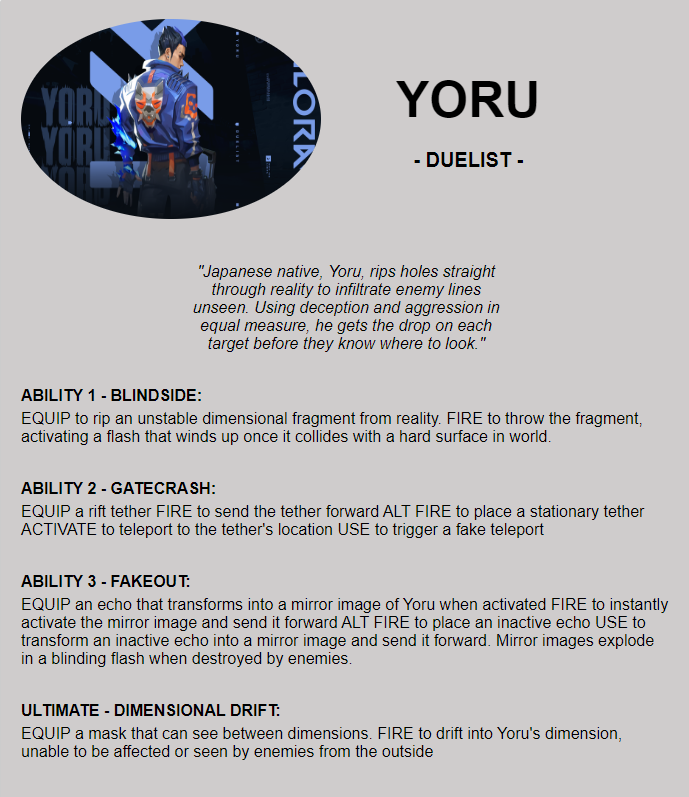 YORU
YORU
YORU
YORU
- DUELIST -
"Japanese native, Yoru, rips holes straight
through reality to infiltrate enemy lines
unseen. Using deception and aggression in
equal measure, he gets the drop on each
target before they know where to look."
ABILITY 1 - BLINDSIDE:
EQUIP to rip an unstable dimensional fragment from reality. FIRE to throw the fragment,
activating a flash that winds up once it collides with a hard surface in world.
ABILITY 2 - GATECRASH:
EQUIP a rift tether FIRE to send the tether forward ALT FIRE to place a stationary tether
ACTIVATE to teleport to the tether's location USE to trigger a fake teleport
ABILITY 3 - FAKEOUT:
EQUIP an echo that transforms into a mirror image of Yoru when activated FIRE to instantly
activate the mirror image and send it forward ALT FIRE to place an inactive echo USE to
transform an inactive echo into a mirror image and send it forward. Mirror images explode
in a blinding flash when destroyed by enemies.
ULTIMATE - DIMENSIONAL DRIFT:
EQUIP a mask that can see between dimensions. FIRE to drift into Yoru's dimension,
unable to be affected or seen by enemies from the outside